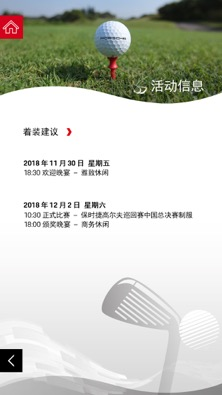 PORSCHE
活动信息
着装建议
2018 年 11 月 30 日 星期五
18:30 欢迎晚宴 – 雅致休闲
2018 年 12 月 2 日 星期六
10:30 正式比赛 – 保时捷高尔夫巡回赛中国总决赛制服
18:00 颁奖晚宴 – 商务休闲